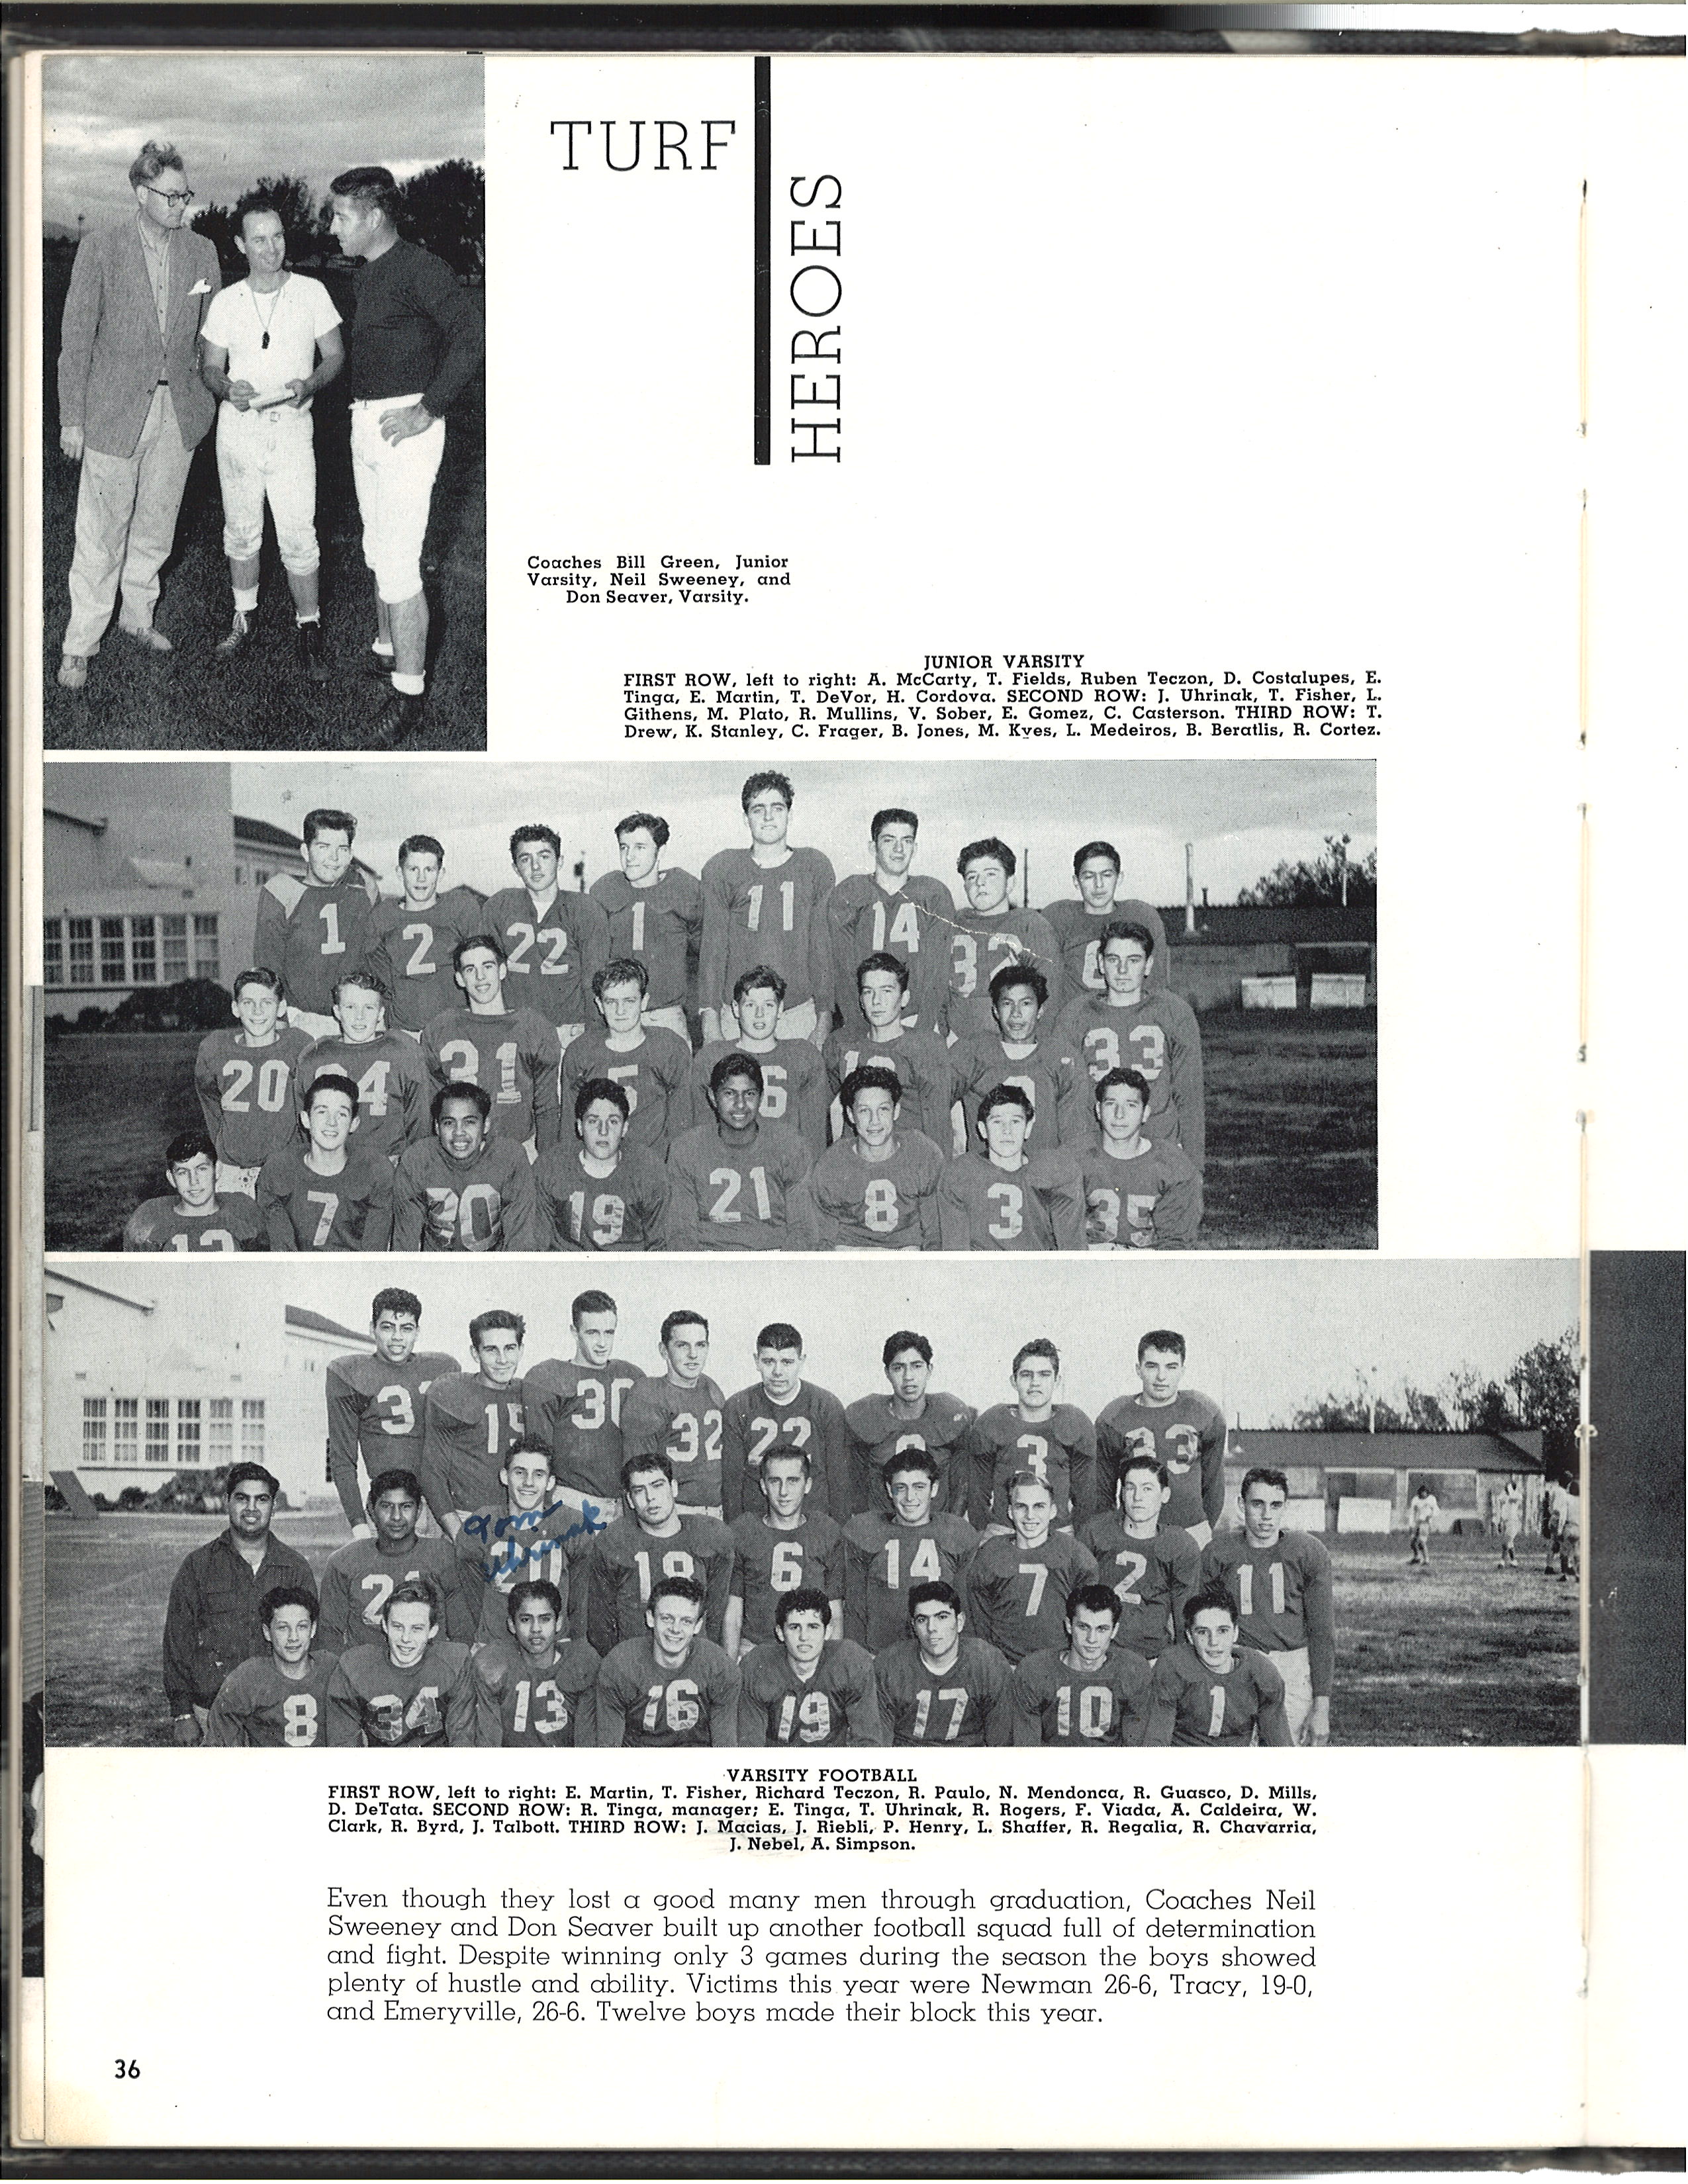 TURF
HEROES
Coaches Bill Green, Junior
Varsity, Neil Sweeney, and
Don Seaver, Varsity.
JUNIOR VARSITY
FIRST ROW, left to right: A. McCarty, T. Fields, Ruben Teczon, D. Costalupes, E.
Tinga, E. Martin, T. DeVor, H. Cordova. SECOND ROW: J. Uhrinak, T. Fisher, L.
Githens, M. Plato, R. Mullins, V. Sober, E. Gomez, C. Casterson. THIRD ROW: T.
Drew, K. Stanley, C. Frager, B. Jones, M. Kyes, L. Medeiros, B. Beratlis, R. Cortez.
1 2 22 1 11 14 32
20 31 5 6 33
7 19 21 8 3 35
15 32 22 3 33
Tom
Uhrinak
20 18 6 14 7 2 11
8 34 13 16 19 17 10 1
VARSITY FOOTBALL
FIRST ROW, left to right: E. Martin, T. Fisher, Richard Teczon, R. Paulo, N. Mendonca, R. Guasco, D. Mills,
D. DeTata. SECOND ROW: R. Tinga, manager; E. Tinga, T. Uhrinak, R. Rogers, F. Viada, A. Caldeira, W.
Clark, R. Byrd, J. Talbott. THIRD ROW: J. Macias, J. Riebli, P. Henry, L. Shaffer, R. Regalia, R. Chavarria,
J. Nebel, A. Simpson.
Even though they lost a good many men through graduation, Coaches Neil
Sweeney and Don Seaver built up another football squad full of determination
and fight. Despite winning only 3 games during the season the boys showed
plenty of hustle and ability. Victims this year were Newman 26-6, Tracy, 19-0,
and Emeryville, 26-6. Twelve boys made their block this year.
36